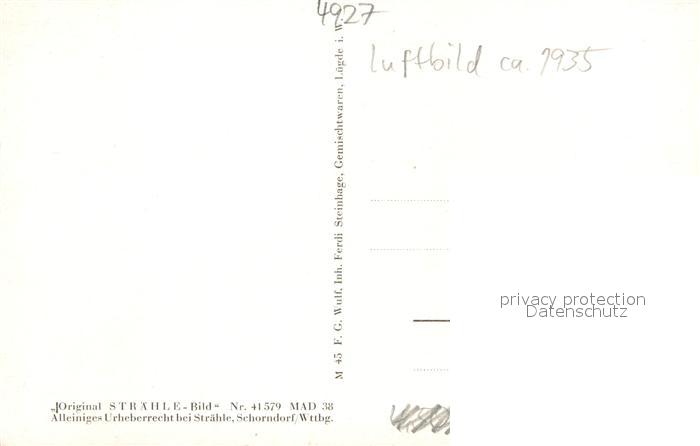 4927
luftbild ca. 1935
M 45 F. G. Wulf, Inh. Ferdi Steinhage, Gemischtwaren, Lügde i. W.
privacy protection
Datenschutz
„Original STRÄHLE-Bild“ Nr. 41579 MAD 38
Alleiniges Urheberrecht bei Strähle, Schorndorf/Wttbg.